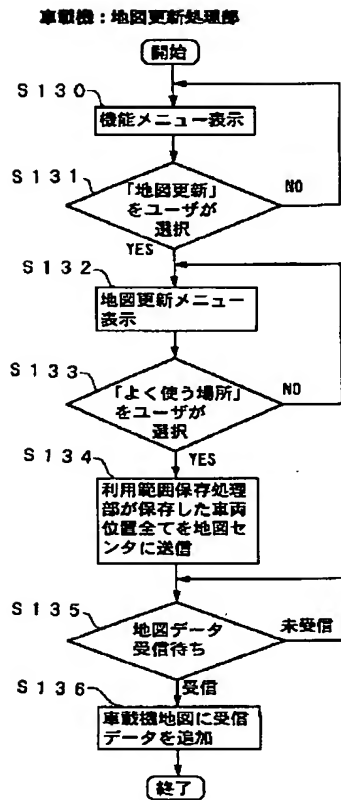 車載機:地図更新処理部
開始
S130
機能メニュー表示
S131
「地図更新」
をユーザが
選択
NO
YES
S132
地図更新メニュー
表示
S133
「よく使う場所」
をユーザが
選択
NO
YES
S134
利用範囲保存処理
部が保存した車両
位置全てを地図セ
ンタに送信
S135
地図データ
受信待ち
未受信
受信
S136
車載機地図に受信
データを追加
終了